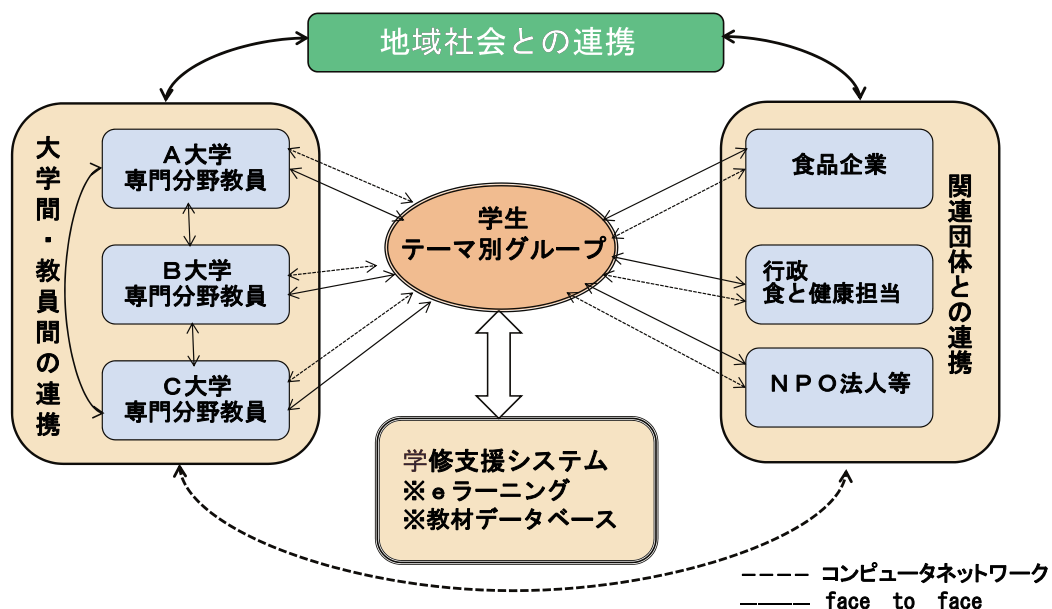 地域社会との連携
大学間・教員間の連携
A大学
専門分野教員
B大学
専門分野教員
C大学
専門分野教員
学生
テーマ別グループ
食品企業
行政
食と健康担当
NPO法人等
関連団体との連携
学修支援システム
※eラーニング
※教材データベース
コンピュータネットワーク
face to face